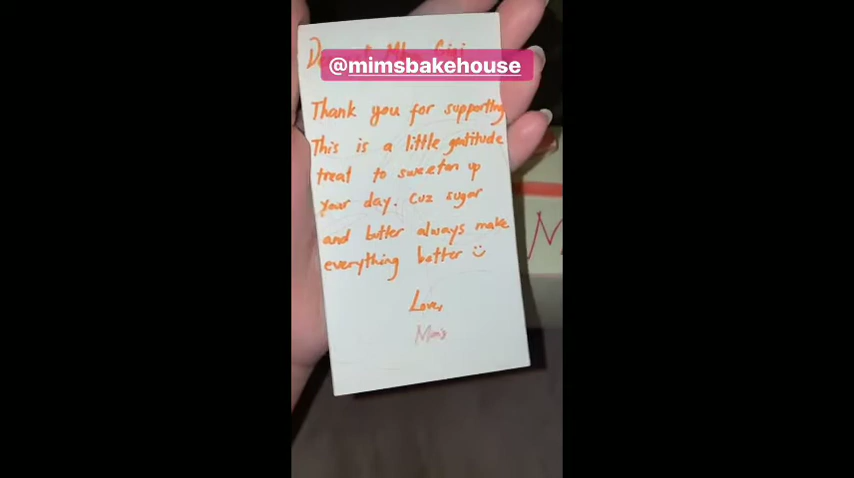 @mimsbakehouse
Thank you for supporting
This is a little gratitude
treat to sweeten up
your day. Cuz sugar
and butter always make
everything better :)
Love,
Mim's